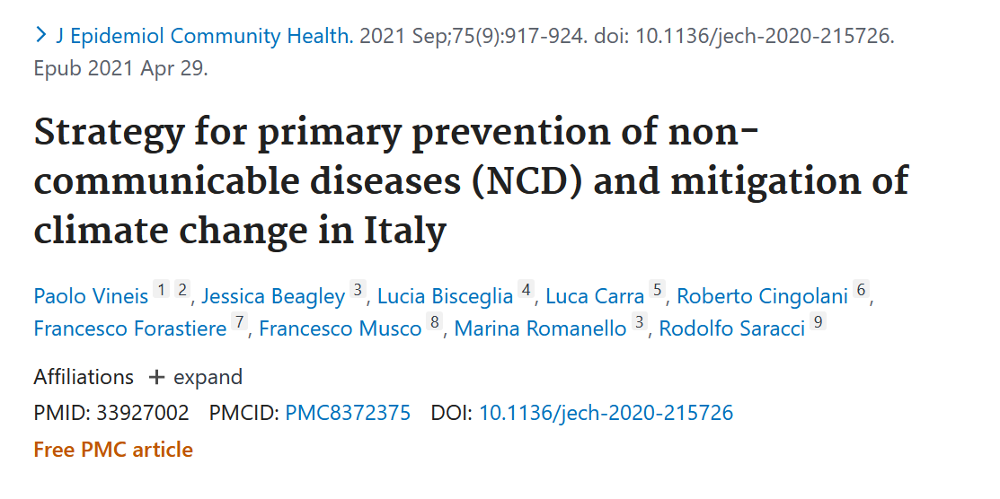 J Epidemiol Community Health. 2021 Sep;75(9):917-924. doi: 10.1136/jech-2020-215726.
Epub 2021 Apr 29.
Strategy for primary prevention of non-
communicable diseases (NCD) and mitigation of
climate change in Italy
Paolo Vineis 1 2, Jessica Beagley 3, Lucia Bisceglia 4, Luca Carra 5, Roberto Cingolani 6,
Francesco Forastiere 7, Francesco Musco 8, Marina Romanello 3, Rodolfo Saracci 9
Affiliations + expand
PMID: 33927002 PMCID: PMC8372375 DOI: 10.1136/jech-2020-215726
Free PMC article